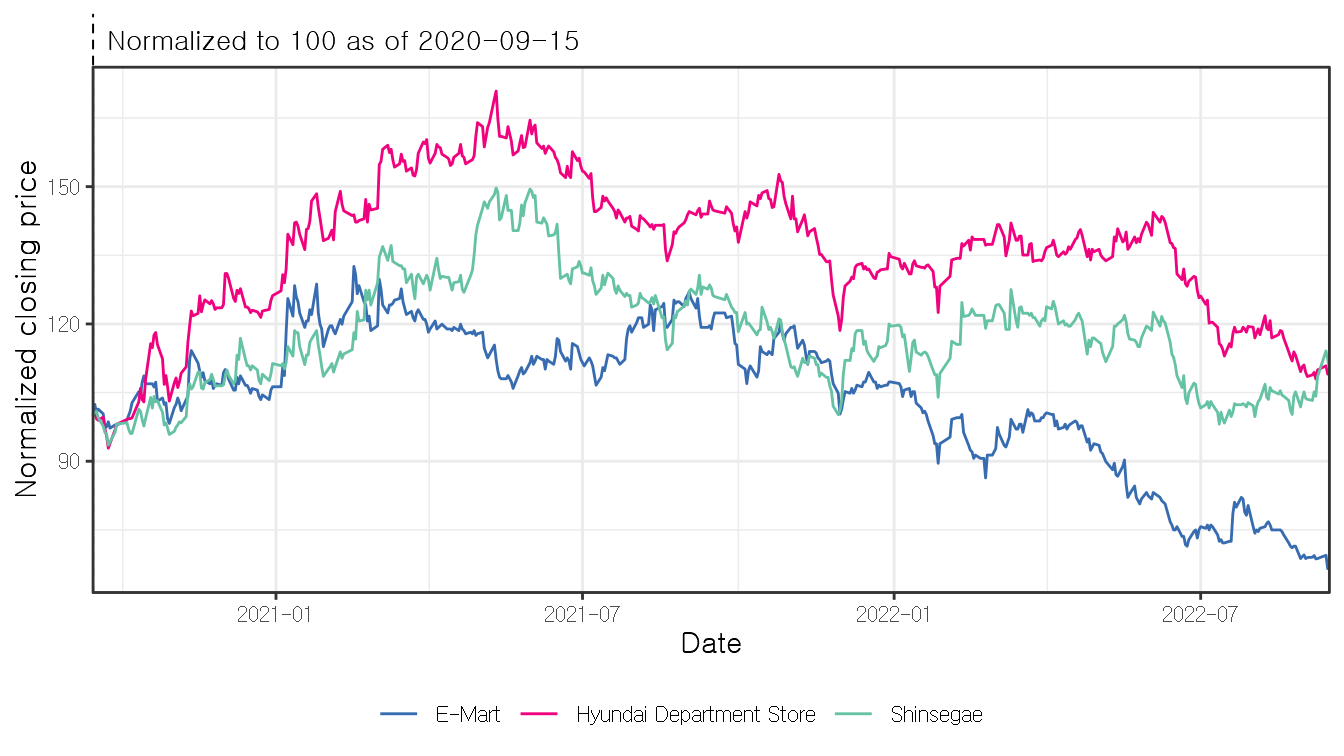 Normalized to 100 as of 2020-09-15
Normalized closing price
150
120
90
2021-01
2021-07
2022-01
2022-07
Date
E-Mart
Hyundai Department Store
Shinsegae